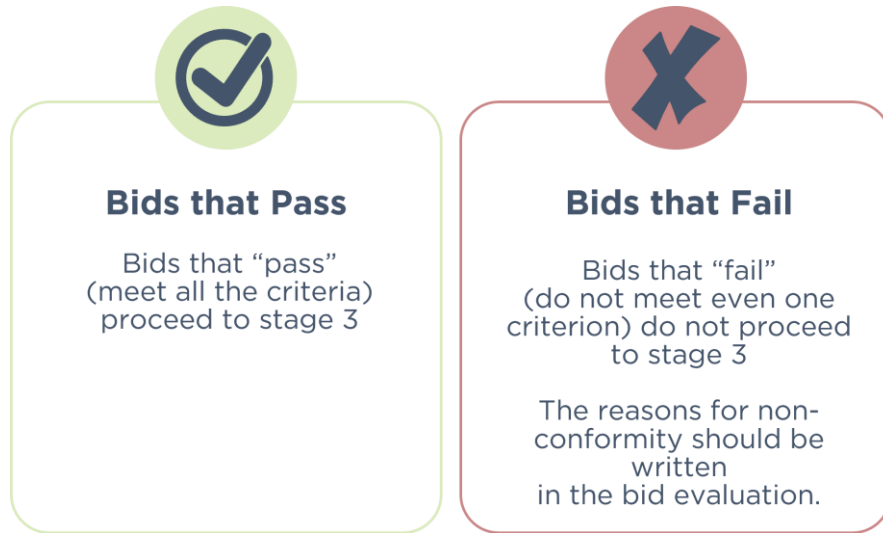 Bids that Pass
Bids that “pass”
(meet all the criteria)
proceed to stage 3
Bids that Fail
Bids that “fail”
(do not meet even one
criterion) do not proceed
to stage 3
The reasons for non-
conformity should be
written
in the bid evaluation.